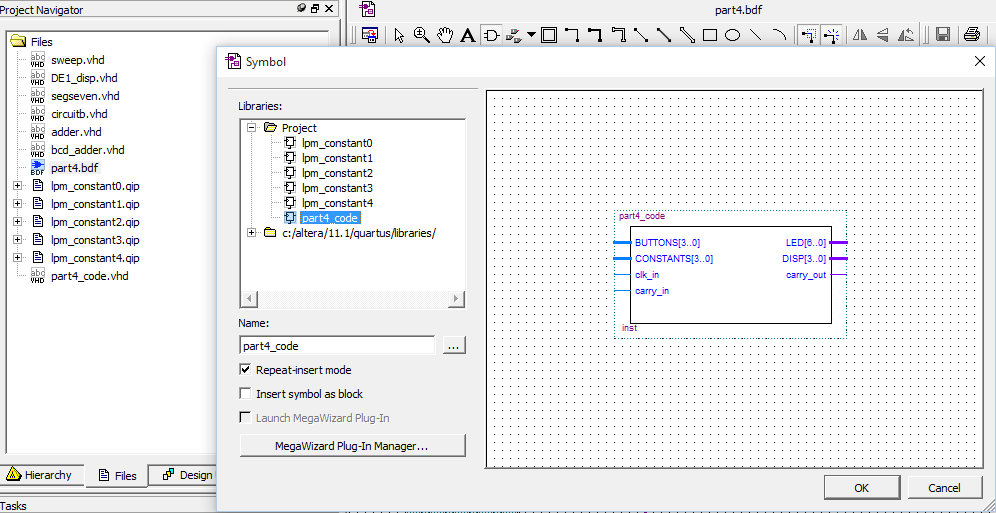 Project Navigator
part4.bdf
Files
sweep.vhd
DE1_disp.vhd
segseven.vhd
circuitb.vhd
adder.vhd
bcd_adder.vhd
part4.bdf
lpm_constant0.qip
lpm_constant1.qip
lpm_constant2.qip
lpm_constant3.qip
lpm_constant4.qip
part4_code.vhd
Hierarchy
Files
Design
Tasks
Symbol
Libraries:
Project
lpm_constant0
lpm_constant1
lpm_constant2
lpm_constant3
lpm_constant4
part4_code
c:/altera/11.1/quartus/libraries/
Name:
part4_code
...
Repeat-insert mode
Insert symbol as block
Launch MegaWizard Plug-In
MegaWizard Plug-In Manager...
part4_code
BUTTONS[3..0] LED[6..0]
CONSTANTS[3..0] DISP[3..0]
clk_in carry_out
carry_in
inst
OK
Cancel